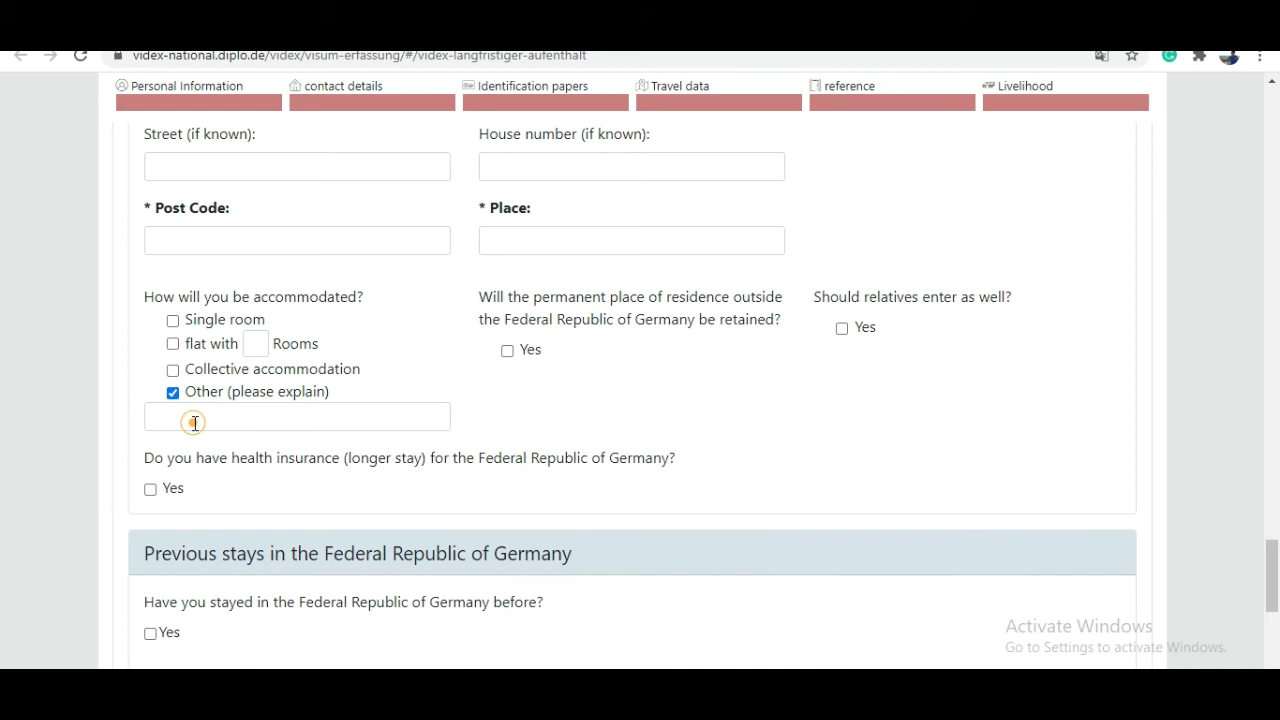 videx-national.diplo.de/videx/visum-erfassung/#/videx-langfristiger-aufenthalt
Personal Information contact details Identification papers Travel data reference Livelihood
Street (if known): House number (if known):
* Post Code: * Place:
How will you be accommodated? Will the permanent place of residence outside Should relatives enter as well?
Single room the Federal Republic of Germany be retained? Yes
flat with Rooms Yes
Collective accommodation
Other (please explain)
Do you have health insurance (longer stay) for the Federal Republic of Germany?
Yes
Previous stays in the Federal Republic of Germany
Have you stayed in the Federal Republic of Germany before?
Yes
Activate Windows
Go to Settings to activate Windows.